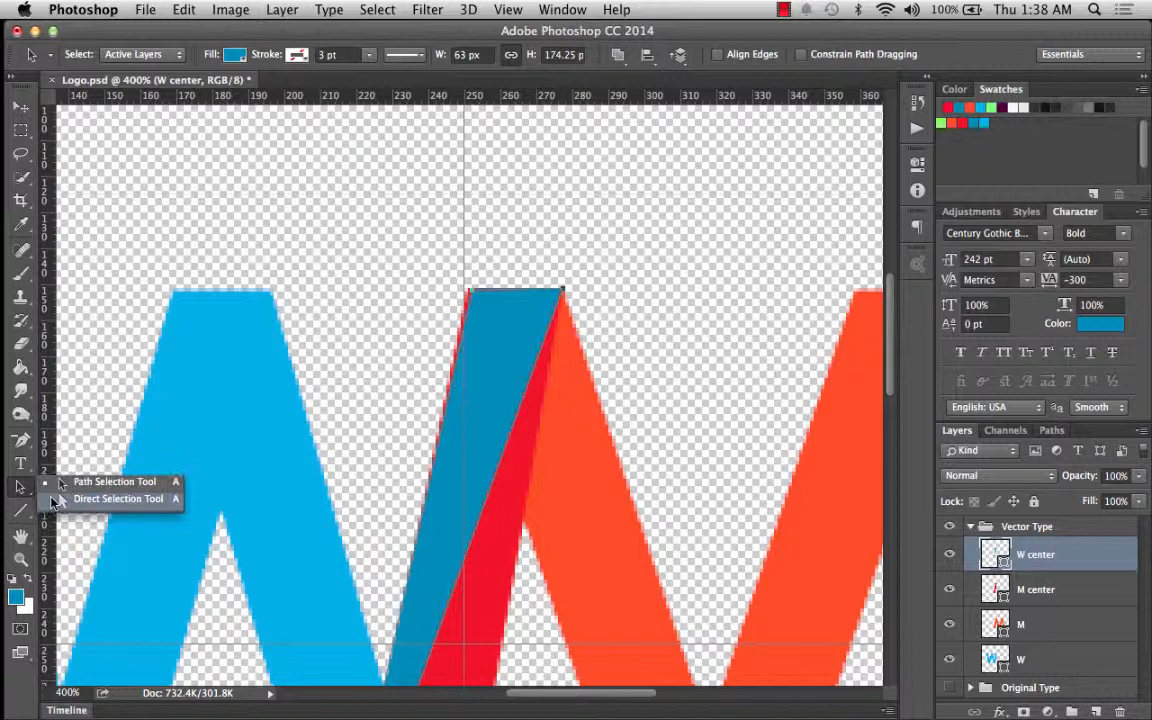 Photoshop File Edit Image Layer Type Select Filter 3D View Window Help 100% Thu 1:38 AM
Adobe Photoshop CC 2014
Select: Active Layers Fill: Stroke: 3 pt W: 63 px H: 174.25 p Align Edges Constrain Path Dragging Essentials
Logo.psd @ 400% (W center, RGB/8) *
140 150 160 170 180 190 200 210 220 230 240 250 260 270 280 290 300 310 320 330 340 350 360
Color Swatches
Adjustments Styles Character
Century Gothic B... Bold
242 pt (Auto)
Metrics -300
100% 100%
0 pt Color:
English: USA Smooth
Layers Channels Paths
Kind
Normal Opacity: 100%
Lock: Fill: 100%
Vector Type
W center
M center
M
W
Original Type
Path Selection Tool A
Direct Selection Tool A
400% Doc: 732.4K/301.8K
Timeline